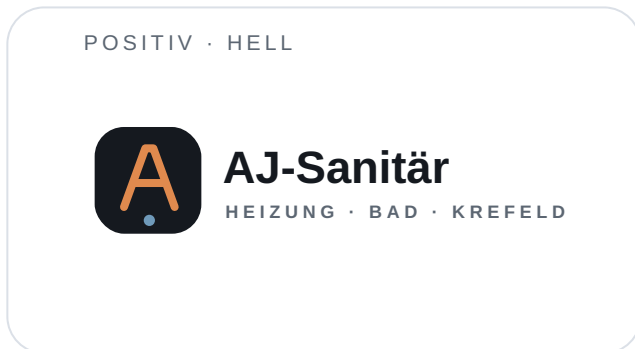 POSITIV · HELL
A
AJ-Sanitär
HEIZUNG · BAD · KREFELD